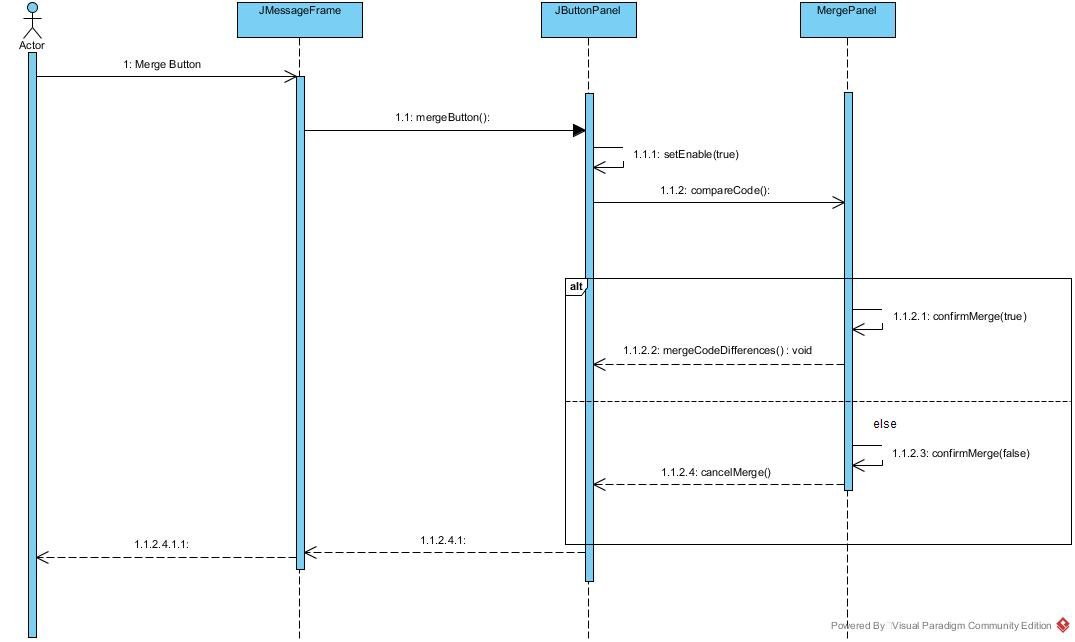 JMessageFrame
JButtonPanel
MergePanel
Actor
1: Merge Button
1.1: mergeButton():
1.1.1: setEnable(true)
1.1.2: compareCode():
alt
1.1.2.1: confirmMerge(true)
1.1.2.2: mergeCodeDifferences() : void
else
1.1.2.3: confirmMerge(false)
1.1.2.4: cancelMerge()
1.1.2.4.1:
1.1.2.4.1.1:
Powered By Visual Paradigm Community Edition